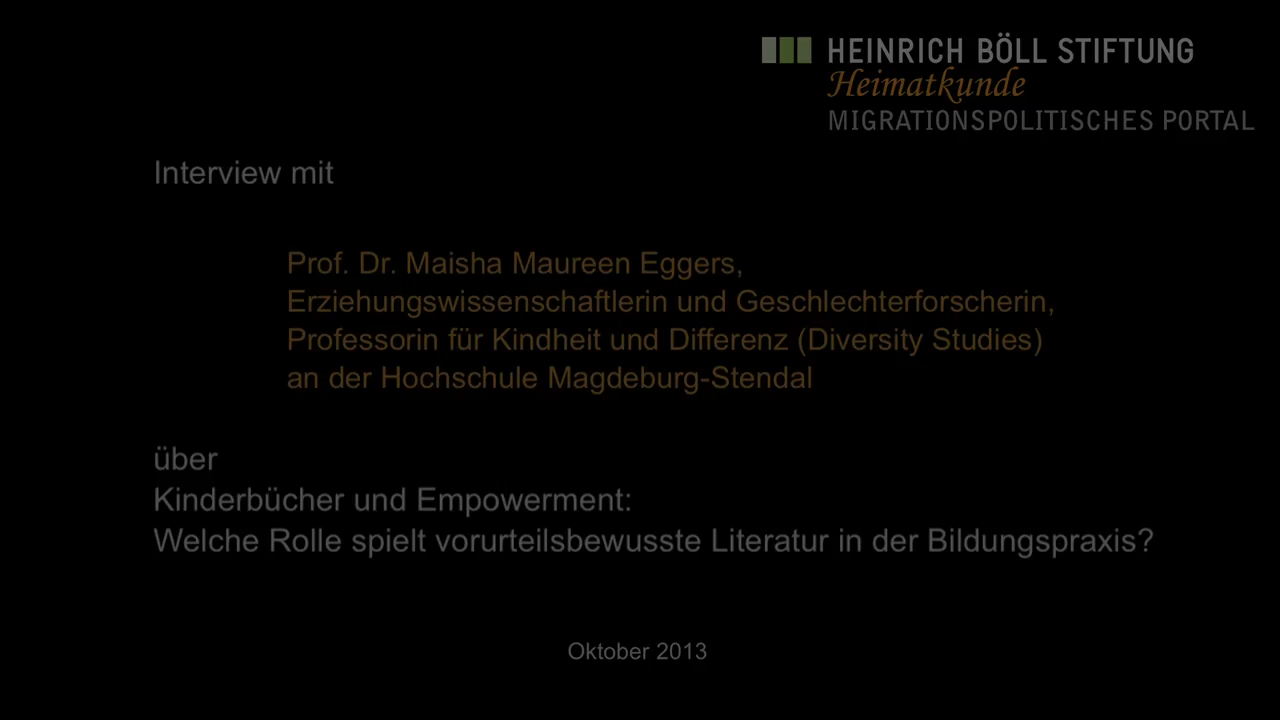 HEINRICH BÖLL STIFTUNG
Heimatkunde
MIGRATIONSPOLITISCHES PORTAL
Interview mit
Prof. Dr. Maisha Maureen Eggers,
Erziehungswissenschaftlerin und Geschlechterforscherin,
Professorin für Kindheit und Differenz (Diversity Studies)
an der Hochschule Magdeburg-Stendal
über
Kinderbücher und Empowerment:
Welche Rolle spielt vorurteilsbewusste Literatur in der Bildungspraxis?
Oktober 2013